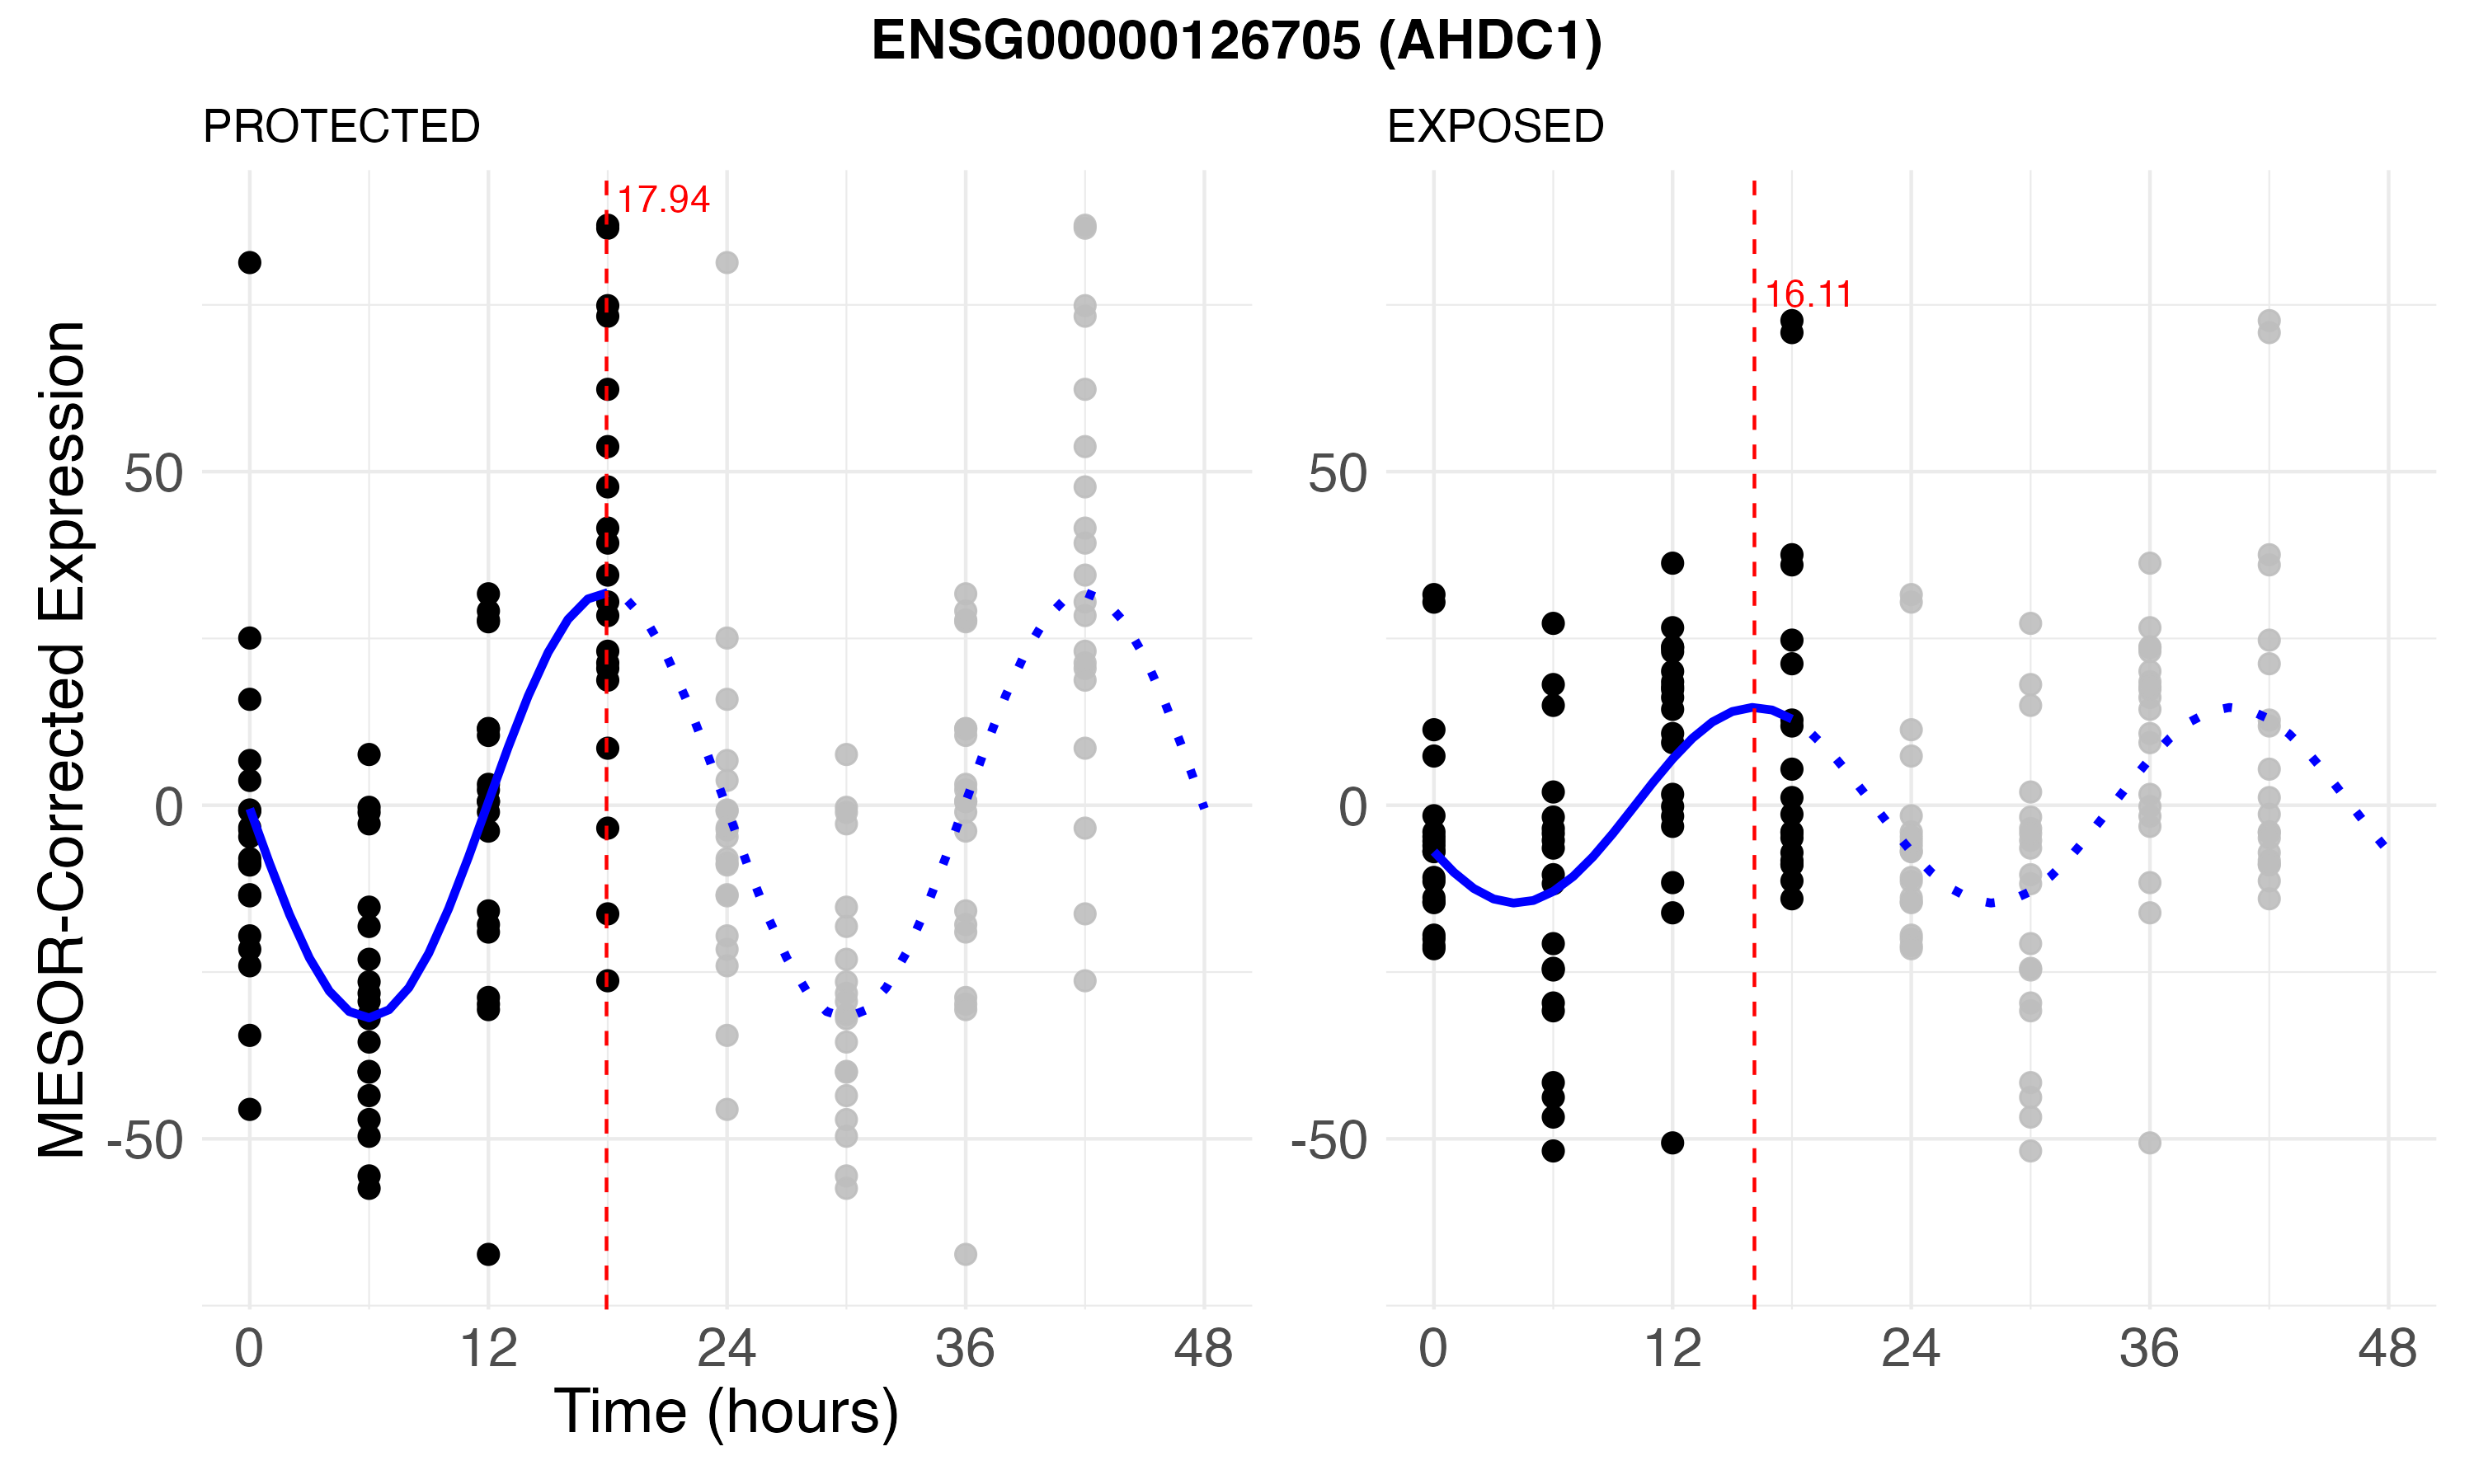 ENSG00000126705 (AHDC1)
PROTECTED
EXPOSED
MESOR-Corrected Expression
17.94
16.11
50
0
-50
50
0
-50
0 12 24 36 48
0 12 24 36 48
Time (hours)